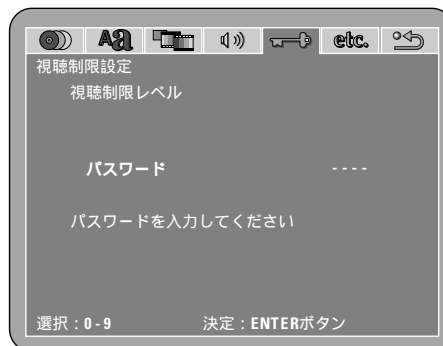 Aあ etc.
視聴制限設定
視聴制限レベル
パスワード - - - -
パスワードを入力してください
選択：0 - 9 決定：ENTERボタン